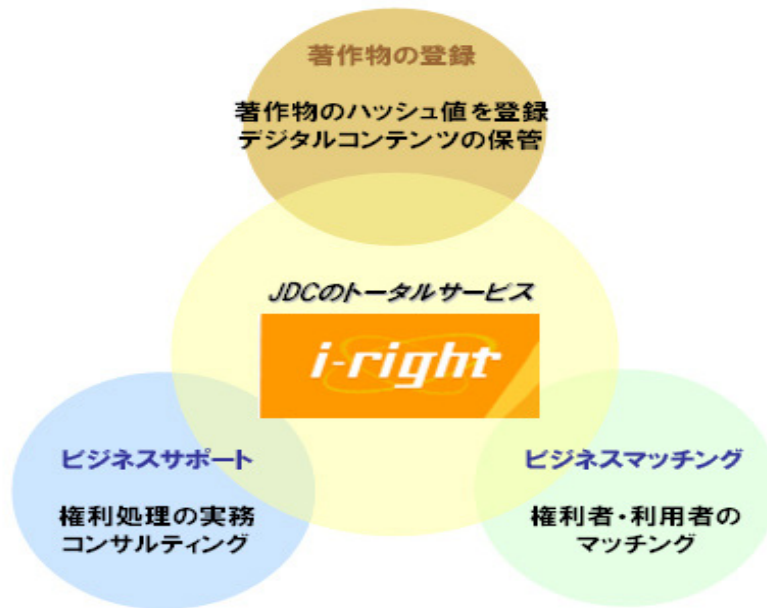 著作物の登録
著作物のハッシュ値を登録
デジタルコンテンツの保管
JDCのトータルサービス
i-right
ビジネスサポート
権利処理の実務
コンサルティング
ビジネスマッチング
権利者・利用者の
マッチング